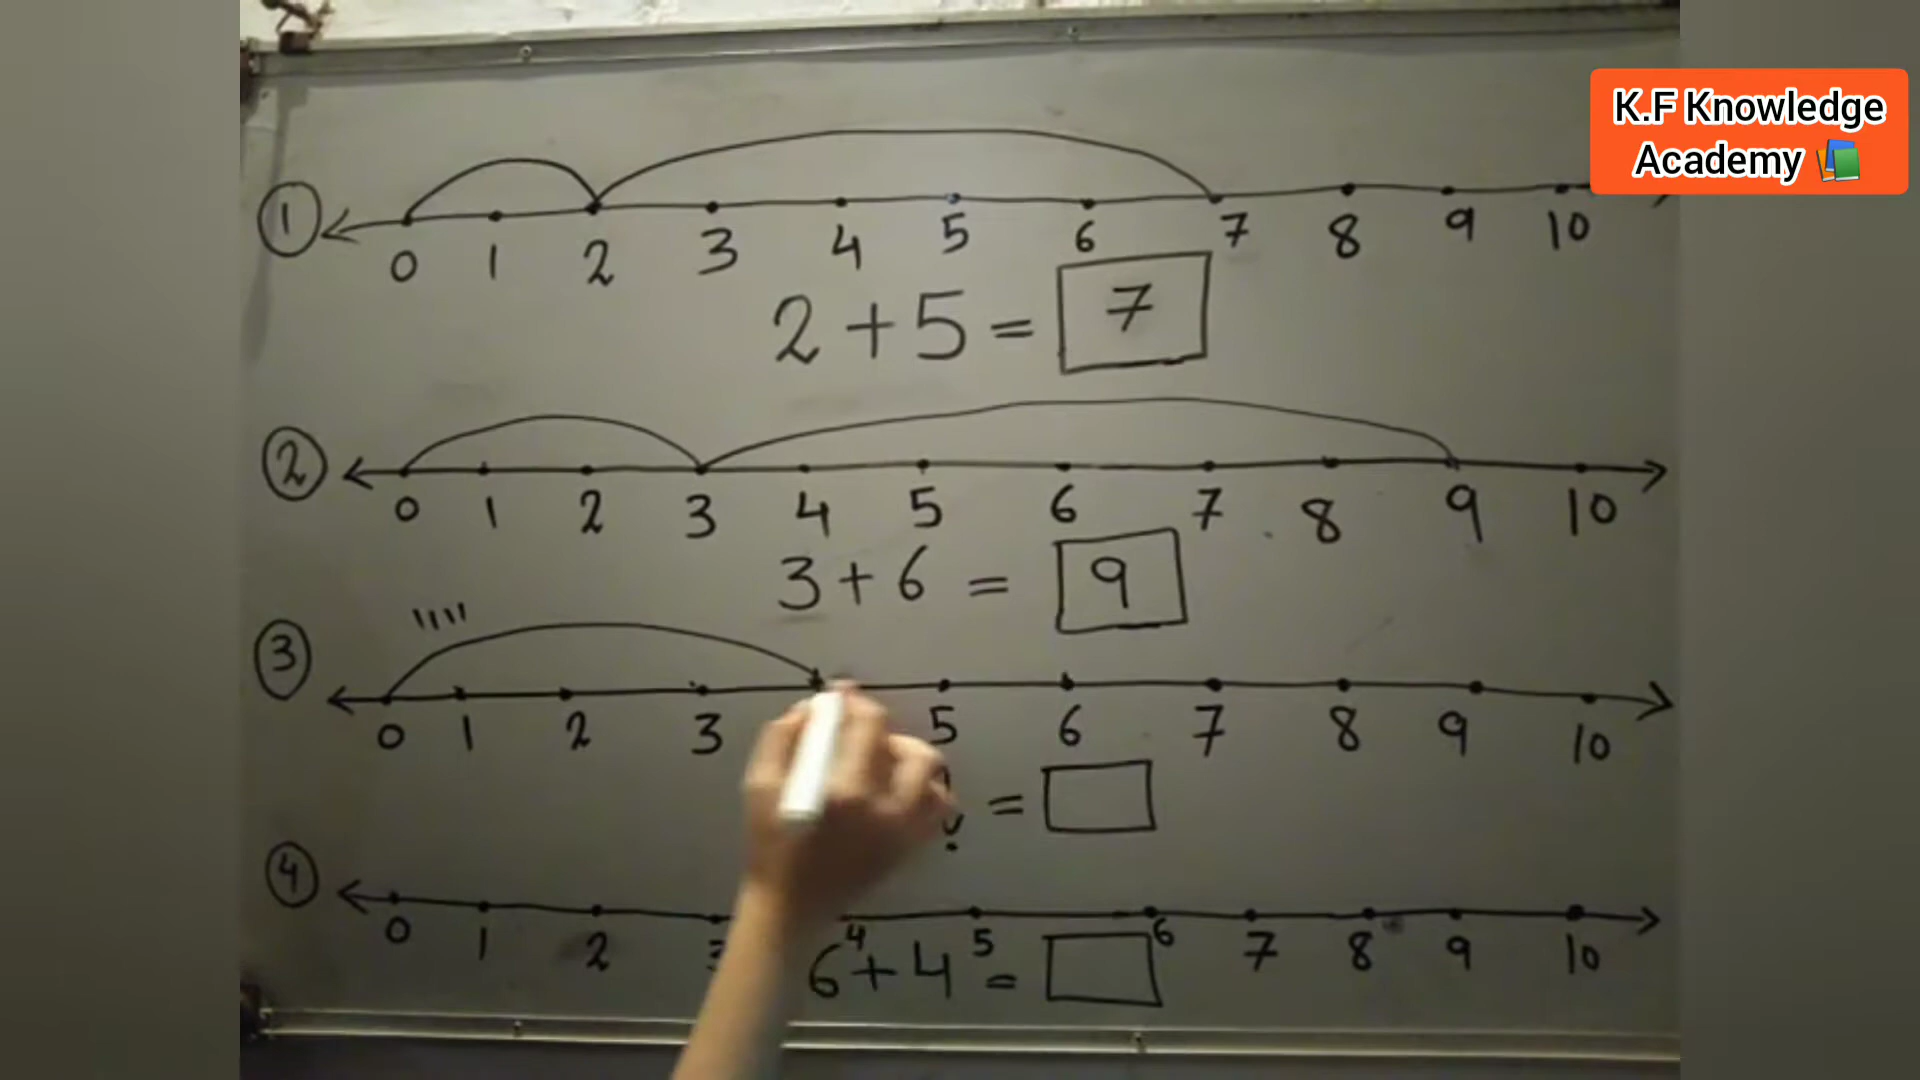 K.F Knowledge
Academy
1
0 1 2 3 4 5 6 7 8 9 10
2 + 5 = 7
2
0 1 2 3 4 5 6 7 8 9 10
3 + 6 = 9
3
0 1 2 3 5 6 7 8 9 10
=
4
0 1 2 4 5 6 7 8 9 10
6 + 4 =